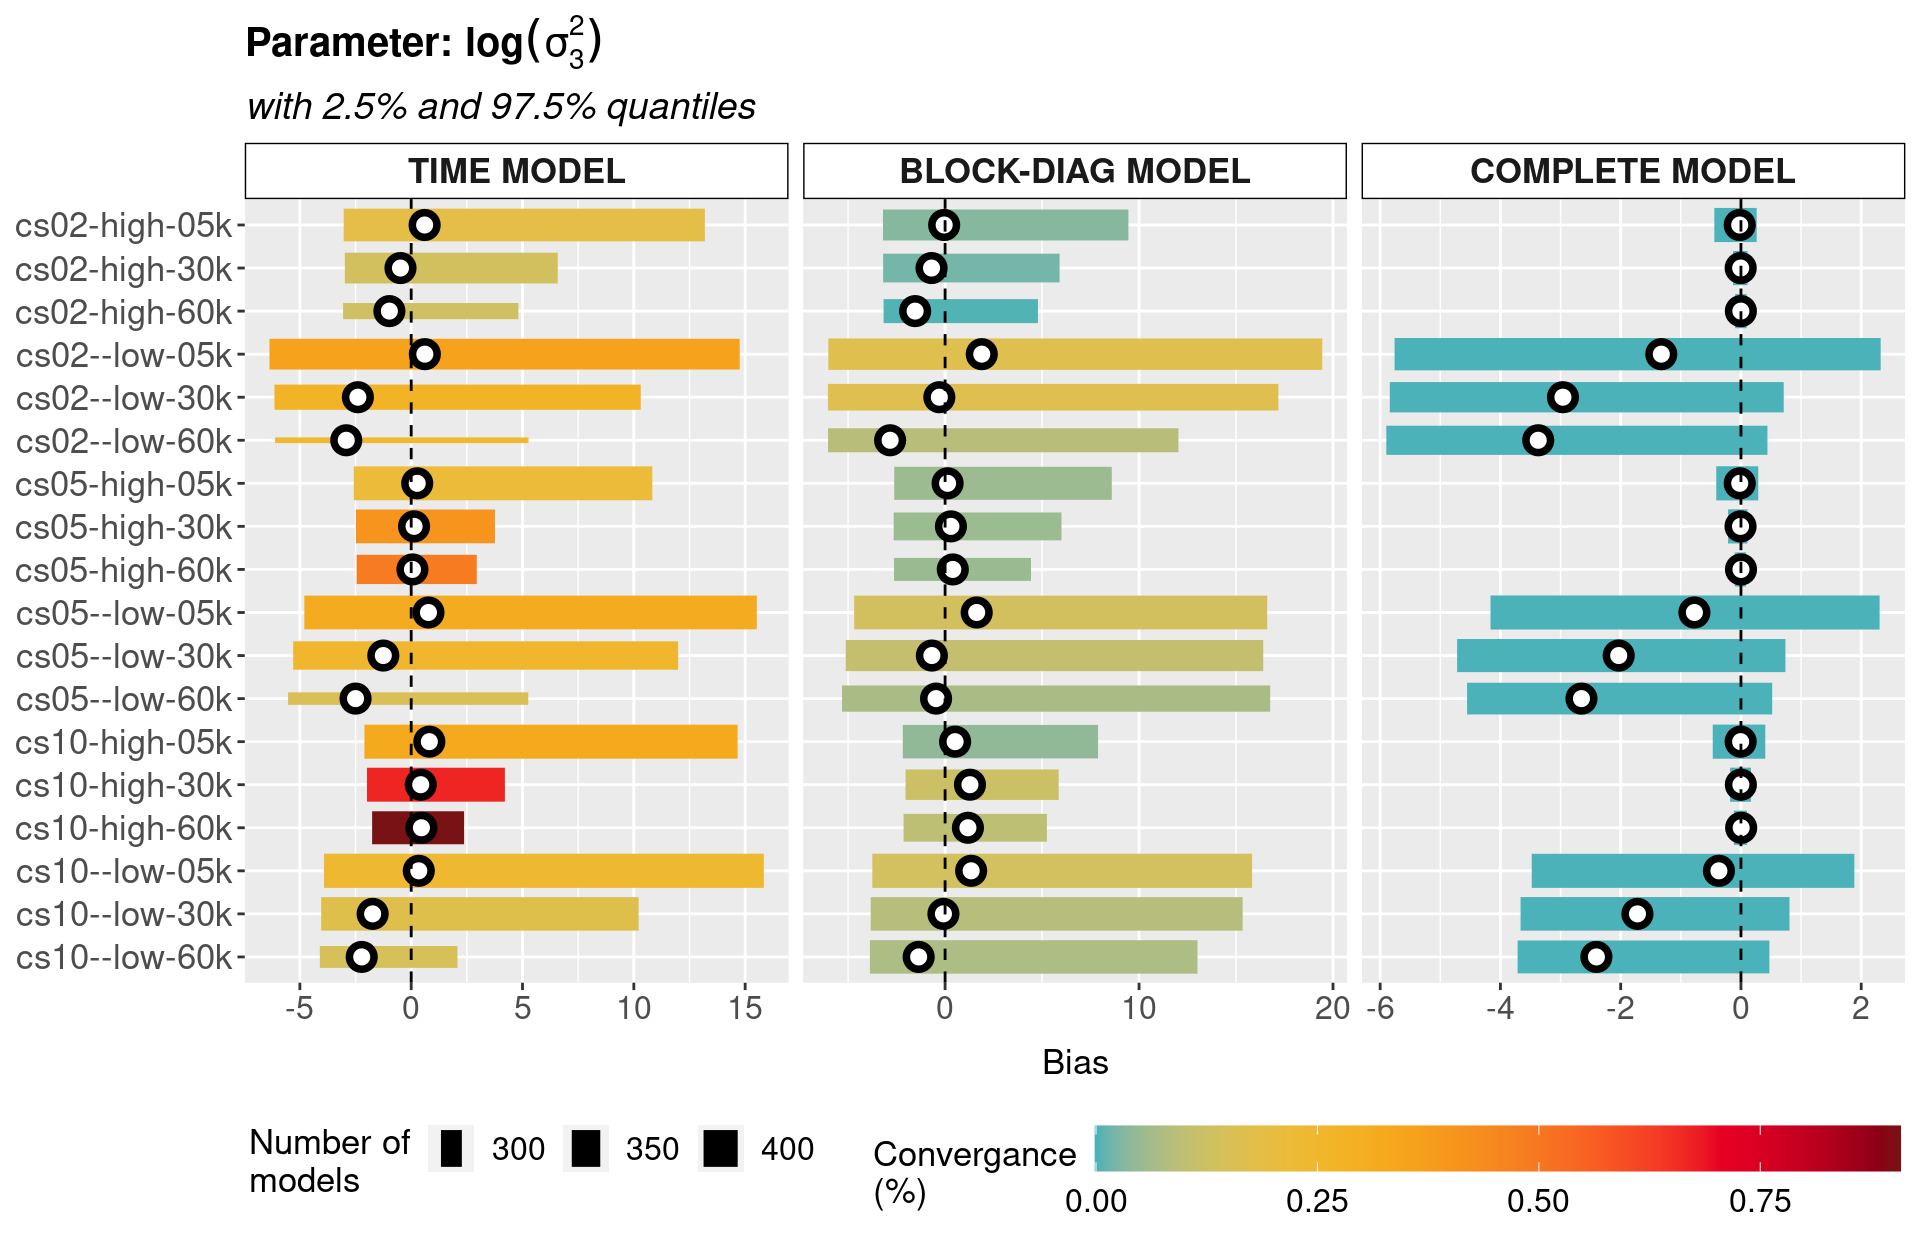 Parameter: log(σ₃²)
with 2.5% and 97.5% quantiles
TIME MODEL BLOCK-DIAG MODEL COMPLETE MODEL
cs02-high-05k
cs02-high-30k
cs02-high-60k
cs02--low-05k
cs02--low-30k
cs02--low-60k
cs05-high-05k
cs05-high-30k
cs05-high-60k
cs05--low-05k
cs05--low-30k
cs05--low-60k
cs10-high-05k
cs10-high-30k
cs10-high-60k
cs10--low-05k
cs10--low-30k
cs10--low-60k
-5 0 5 10 15 0 10 20 -6 -4 -2 0 2
Bias
Number of models
300 350 400
Convergance (%)
0.00 0.25 0.50 0.75